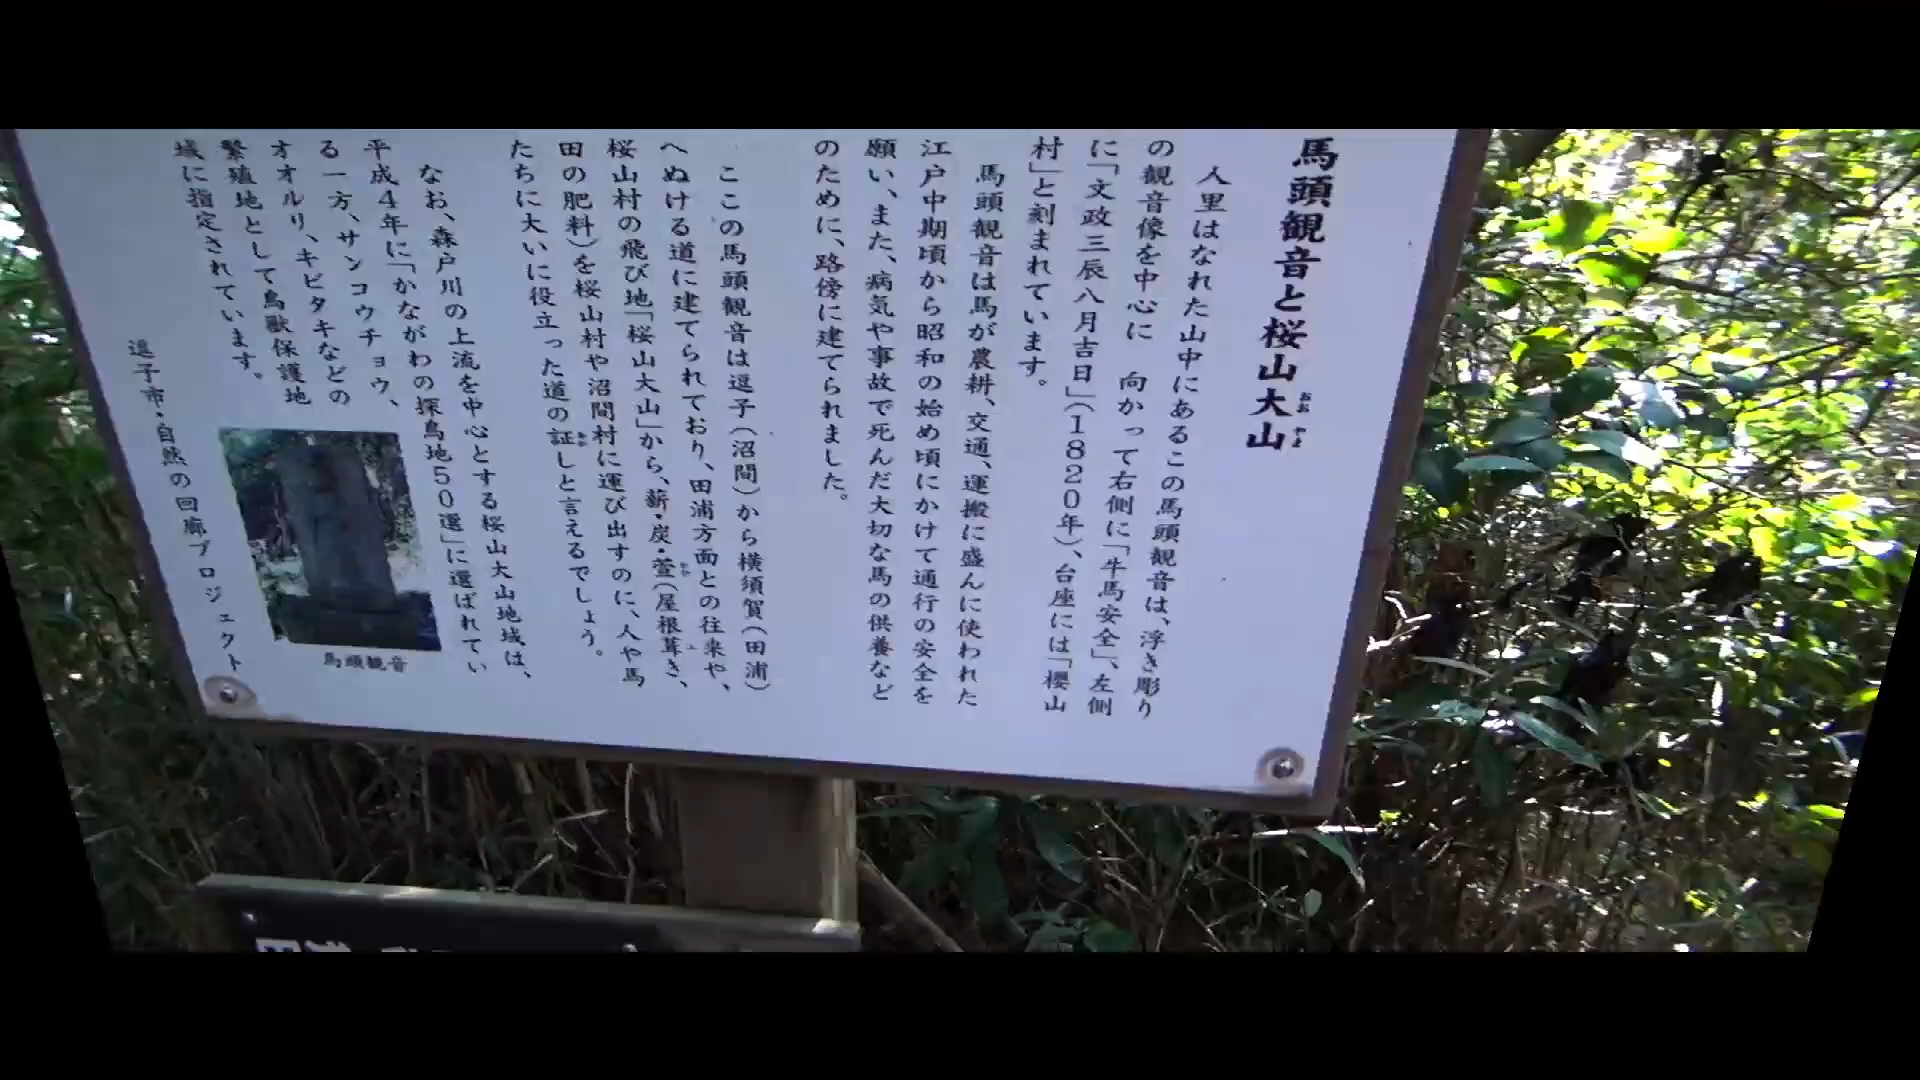 馬頭観音と桜山大山
おお やま
人里はなれた山中にあるこの馬頭観音は、浮き彫り
の観音像を中心に 向かって右側に「牛馬安全」、左側
に「文政三辰八月吉日」(1820年)、台座には「櫻山
村」と刻まれています。
馬頭観音は馬が農耕、交通、運搬に盛んに使われた
江戸中期頃から昭和の始め頃にかけて通行の安全を
願い、また、病気や事故で死んだ大切な馬の供養など
のために、路傍に建てられました。
ここの馬頭観音は逗子(沼間)から横須賀(田浦)
へぬける道に建てられており、田浦方面との往来や、
桜山村の飛び地「桜山大山」から、薪・炭・萱(屋根葺き、
田の肥料)を桜山村や沼間村に運び出すのに、人や馬
たちに大いに役立った道の証しと言えるでしょう。
なお、森戸川の上流を中心とする桜山大山地域は、
平成4年に「かながわの探鳥地50選」に選ばれてい
る一方、サンコウチョウ、
オオルリ、キビタキなどの
繁殖地として鳥獣保護地
域に指定されています。
馬頭観音
逗子市・自然の回廊プロジェクト